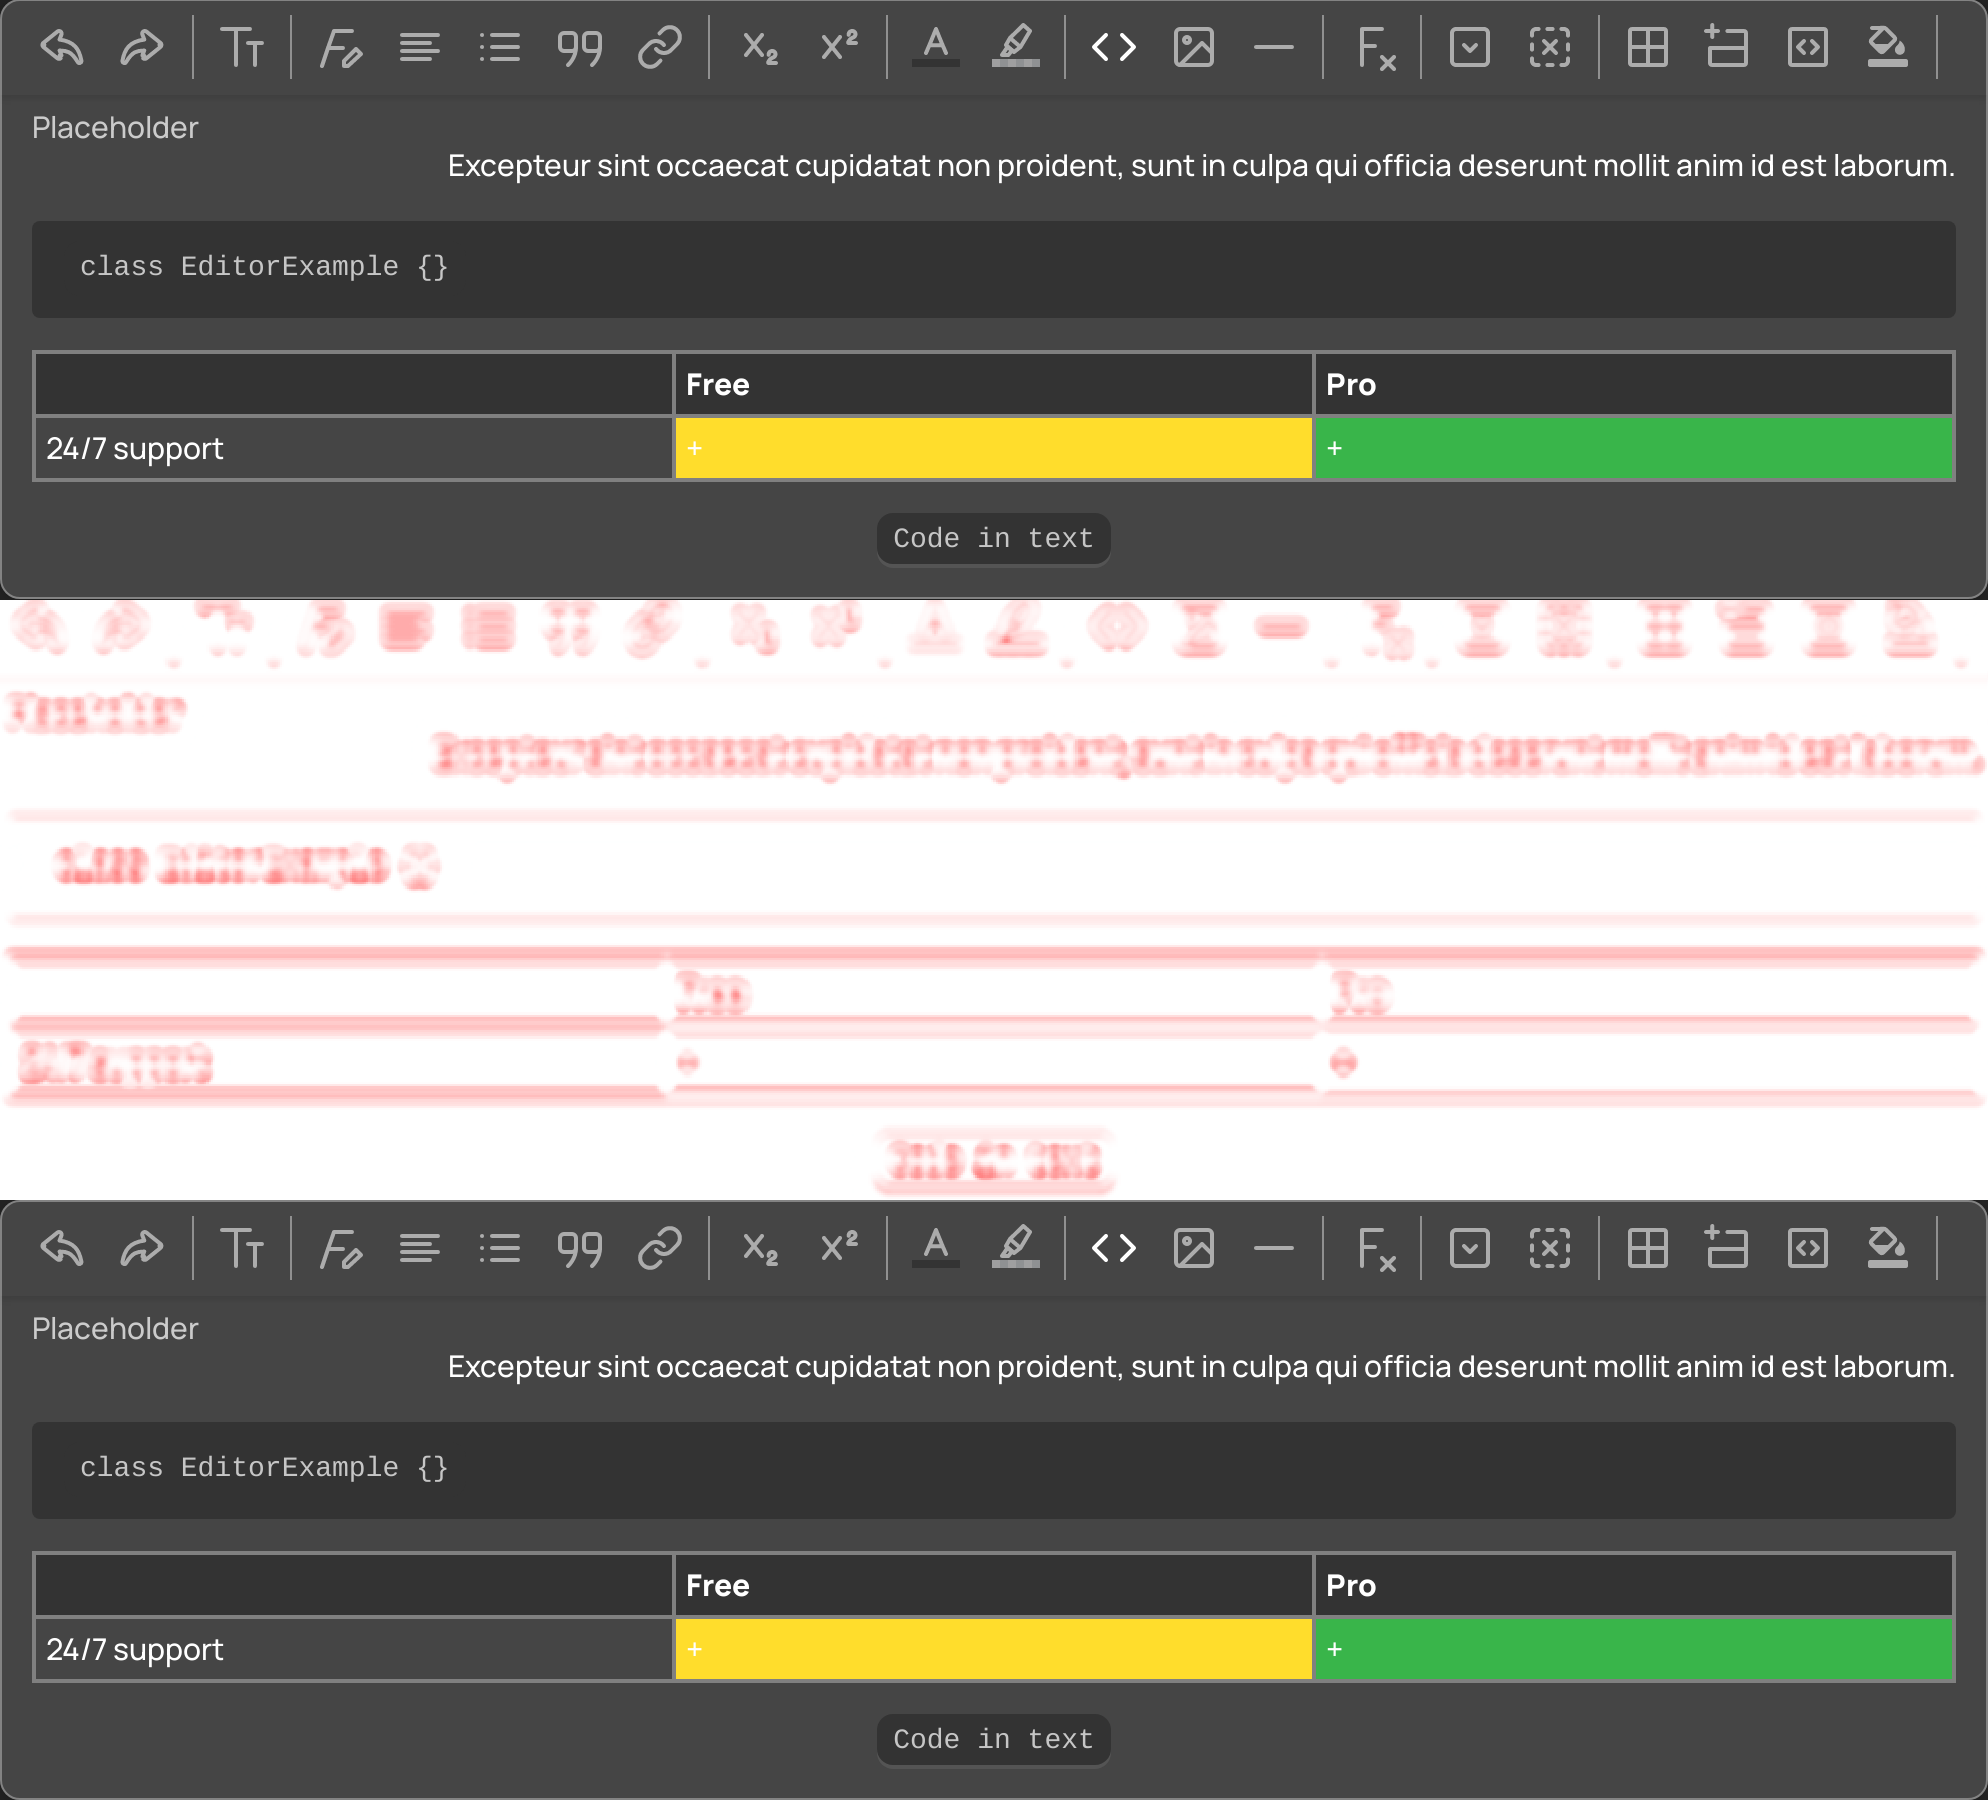 Placeholder
Excepteur sint occaecat cupidatat non proident, sunt in culpa qui officia deserunt mollit anim id est laborum.
class EditorExample {}
Free Pro
24/7 support + +
Code in text
Placeholder
Excepteur sint occaecat cupidatat non proident, sunt in culpa qui officia deserunt mollit anim id est laborum.
class EditorExample {}
Free Pro
24/7 support + +
Code in text